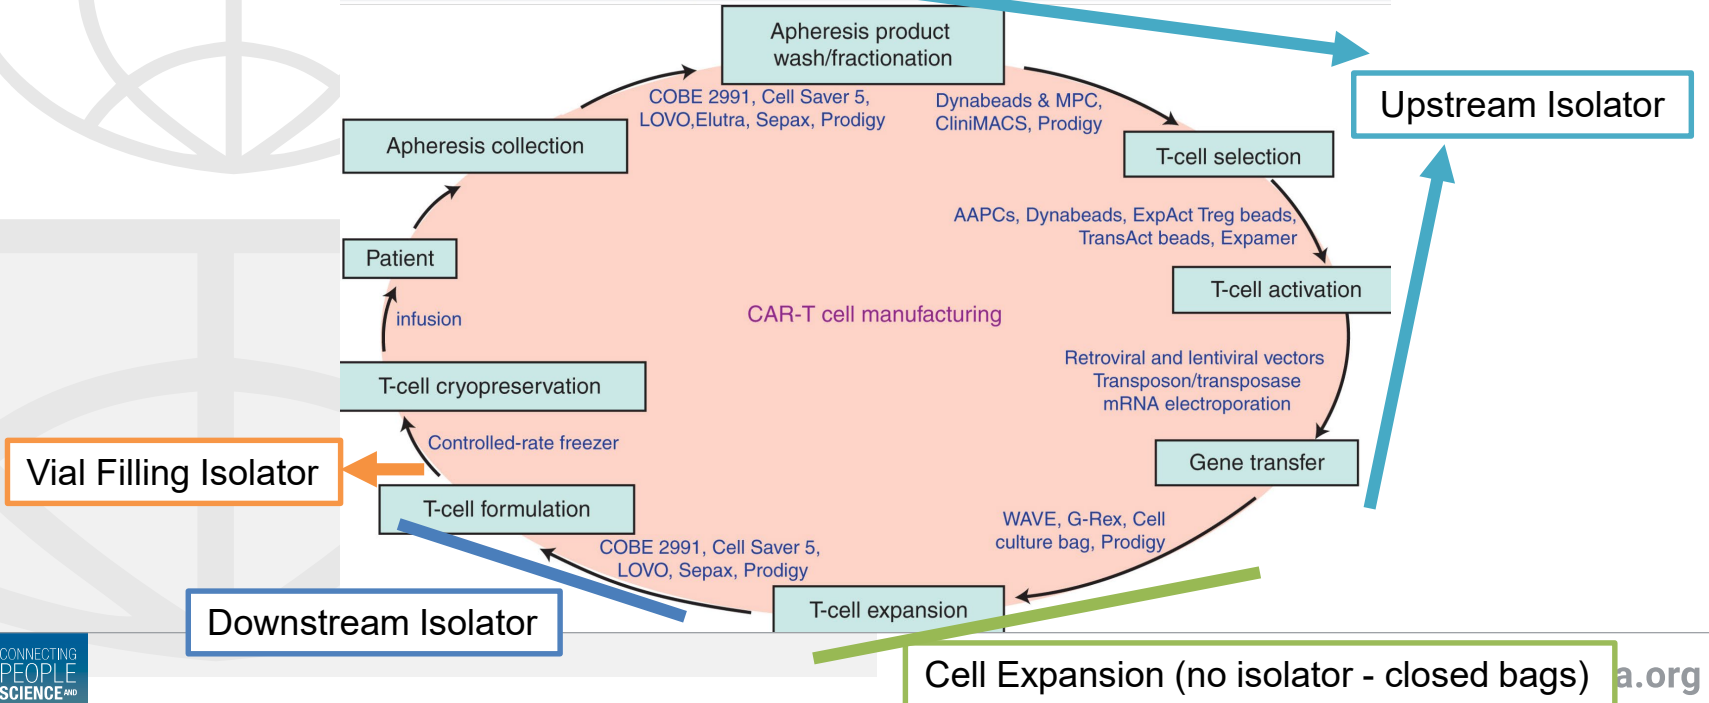 Apheresis product
wash/fractionation
COBE 2991, Cell Saver 5,
LOVO,Elutra, Sepax, Prodigy
Dynabeads & MPC,
CliniMACS, Prodigy
Upstream Isolator
Apheresis collection
T-cell selection
AAPCs, Dynabeads, ExpAct Treg beads,
TransAct beads, Expamer
Patient
T-cell activation
infusion
CAR-T cell manufacturing
Retroviral and lentiviral vectors
Transposon/transposase
mRNA electroporation
T-cell cryopreservation
Controlled-rate freezer
Gene transfer
Vial Filling Isolator
T-cell formulation
WAVE, G-Rex, Cell
culture bag, Prodigy
COBE 2991, Cell Saver 5,
LOVO, Sepax, Prodigy
T-cell expansion
Downstream Isolator
Cell Expansion (no isolator - closed bags)
CONNECTING
PEOPLE
SCIENCE AND
a.org